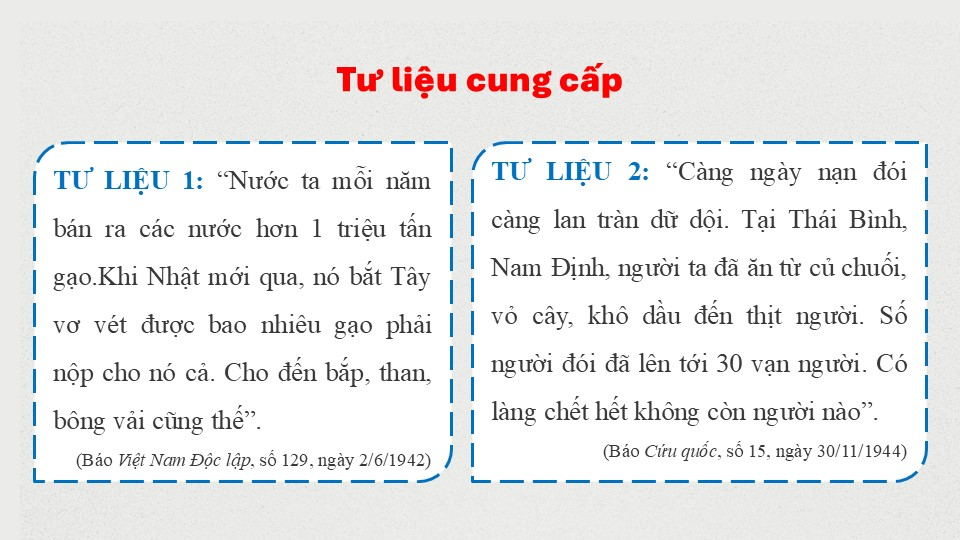 Tư liệu cung cấp
TƯ LIỆU 1: “Nước ta mỗi năm
bán ra các nước hơn 1 triệu tấn
gạo.Khi Nhật mới qua, nó bắt Tây
vơ vét được bao nhiêu gạo phải
nộp cho nó cả. Cho đến bắp, than,
bông vải cũng thế”.
(Báo Việt Nam Độc lập, số 129, ngày 2/6/1942)
TƯ LIỆU 2: “Càng ngày nạn đói
càng lan tràn dữ dội. Tại Thái Bình,
Nam Định, người ta đã ăn từ củ chuối,
vỏ cây, khô dầu đến thịt người. Số
người đói đã lên tới 30 vạn người. Có
làng chết hết không còn người nào”.
(Báo Cứu quốc, số 15, ngày 30/11/1944)